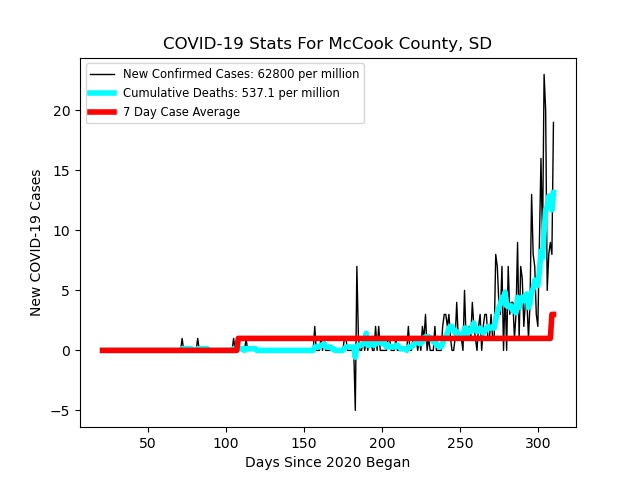 COVID-19 Stats For McCook County, SD
New Confirmed Cases: 62800 per million
Cumulative Deaths: 537.1 per million
7 Day Case Average
New COVID-19 Cases
20
15
10
5
0
−5
50 100 150 200 250 300
Days Since 2020 Began